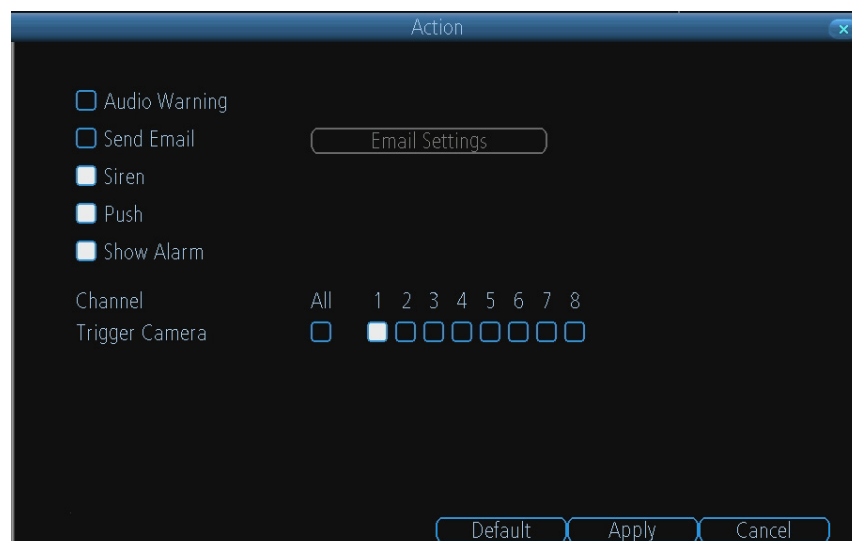 Action
Audio Warning
Send Email Email Settings
Siren
Push
Show Alarm
Channel All 1 2 3 4 5 6 7 8
Trigger Camera
Default Apply Cancel